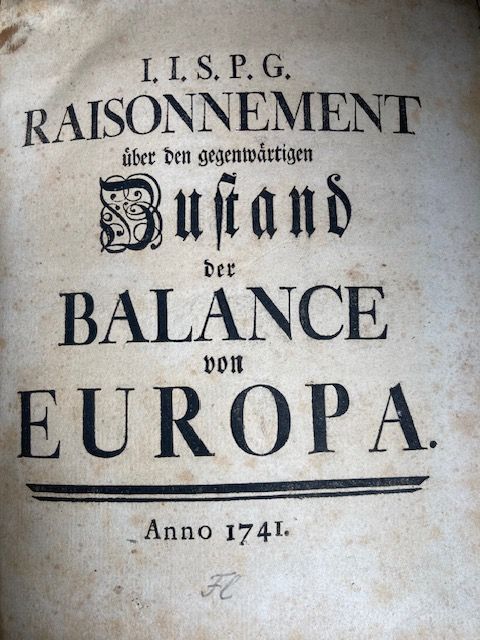 I. I. S. P. G.
RAISONNEMENT
über den gegenwärtigen
Zuſtand
der
BALANCE
von
EUROPA.
Anno 1741.